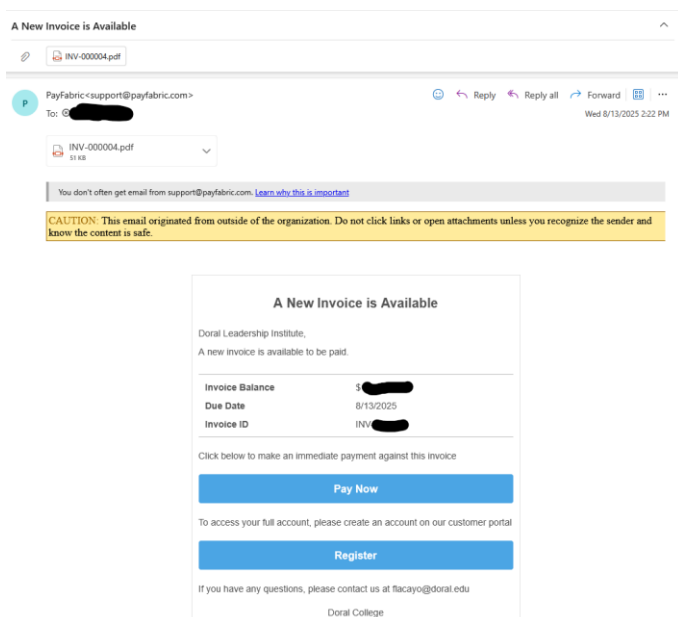 A New Invoice is Available
INV-000004.pdf
P
PayFabric<support@payfabric.com>
Reply
Reply all
Forward
To:
Wed 8/13/2025 2:22 PM
INV-000004.pdf
51 KB
You don't often get email from support@payfabric.com. Learn why this is important
CAUTION: This email originated from outside of the organization. Do not click links or open attachments unless you recognize the sender and
know the content is safe.
A New Invoice is Available
Doral Leadership Institute,
A new invoice is available to be paid.
Invoice Balance $
Due Date 8/13/2025
Invoice ID INV
Click below to make an immediate payment against this invoice
Pay Now
To access your full account, please create an account on our customer portal
Register
If you have any questions, please contact us at flacayo@doral.edu
Doral College